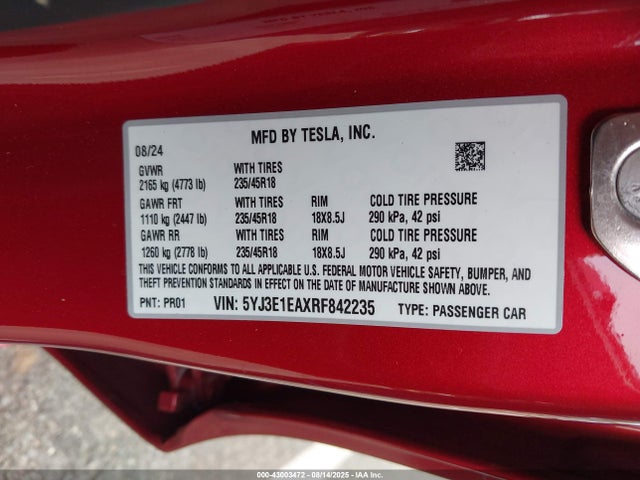 MFD BY TESLA, INC.
08/24
GVWR WITH TIRES
2165 kg (4773 lb) 235/45R18
GAWR FRT WITH TIRES RIM COLD TIRE PRESSURE
1110 kg (2447 lb) 235/45R18 18X8.5J 290 kPa, 42 psi
GAWR RR WITH TIRES RIM COLD TIRE PRESSURE
1260 kg (2778 lb) 235/45R18 18X8.5J 290 kPa, 42 psi
THIS VEHICLE CONFORMS TO ALL APPLICABLE U.S. FEDERAL MOTOR VEHICLE SAFETY, BUMPER, AND
THEFT PREVENTION STANDARDS IN EFFECT ON THE DATE OF MANUFACTURE
PNT: PR01 VIN: 5YJ3E1EAXRF842235 TYPE: PASSENGER CAR
000-43003472 - 08/14/2025 - IAA Inc.